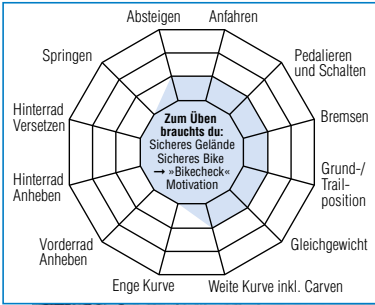 Absteigen
Anfahren
Springen
Pedalieren
und Schalten
Hinterrad
Versetzen
Bremsen
Zum Üben
brauchts du:
Sicheres Gelände
Sicheres Bike
→ »Bikecheck«
Motivation
Hinterrad
Anheben
Grund-/
Trail-
position
Vorderrad
Anheben
Gleichgewicht
Enge Kurve
Weite Kurve inkl. Carven